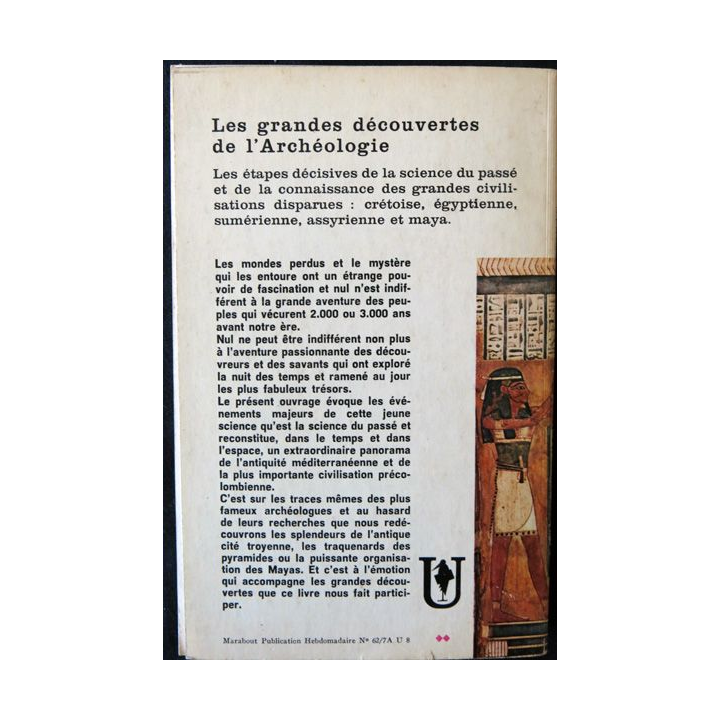 Les grandes découvertes
de l'Archéologie
Les étapes décisives de la science du passé
et de la connaissance des grandes civili-
sations disparues : crétoise, égyptienne,
sumérienne, assyrienne et maya.
Les mondes perdus et le mystère
qui les entoure ont un étrange pou-
voir de fascination et nul n'est indif-
férent à la grande aventure des peu-
ples qui vécurent 2.000 ou 3.000 ans
avant notre ère.
Nul ne peut être indifférent non plus
à l'aventure passionnante des décou-
vreurs et des savants qui ont exploré
la nuit des temps et ramené au jour
les plus fabuleux trésors.
Le présent ouvrage évoque les évé-
nements majeurs de cette jeune
science qu'est la science du passé et
reconstitue, dans le temps et dans
l'espace, un extraordinaire panorama
de l'antiquité méditerranéenne et de
la plus importante civilisation préco-
lombienne.
C'est sur les traces mêmes des plus
fameux archéologues et au hasard
de leurs recherches que nous redé-
couvrons les splendeurs de l'antique
cité troyenne, les traquenards des
pyramides ou la puissante organisa-
tion des Mayas. Et c'est à l'émotion
qui accompagne les grandes décou-
vertes que ce livre nous fait partici-
per.
U
Marabout Publication Hebdomadaire N° 62/7A U 8